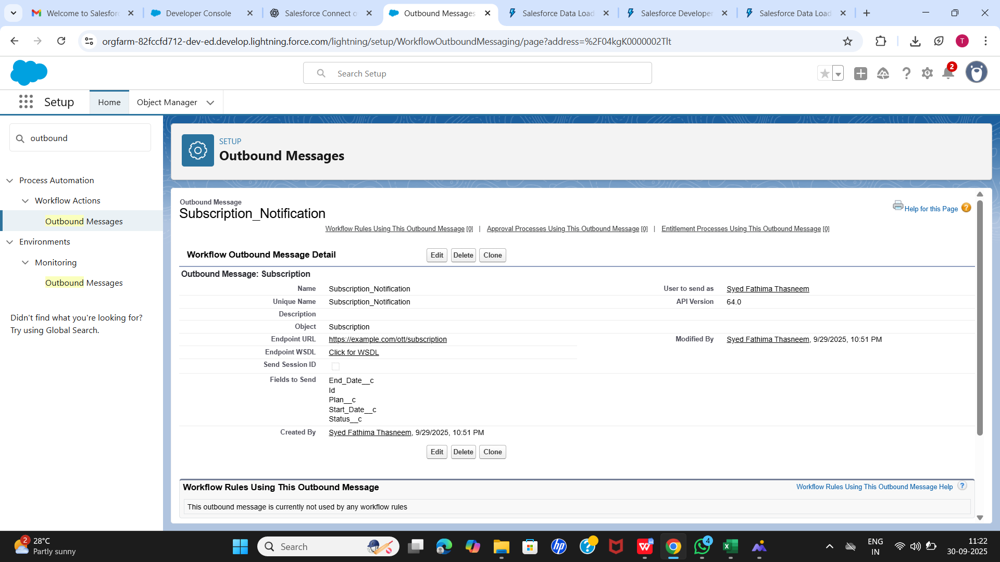 Welcome to Salesfor
Developer Console
Salesforce Connect o
Outbound Messages
Salesforce Data Load
Salesforce Developer
Salesforce Data Load
orgfarm-82fccfd712-dev-ed.develop.lightning.force.com/lightning/setup/WorkflowOutboundMessaging/page?address=%2F04kgK0000002Tlt
T
Search Setup
2
Setup
Home
Object Manager
outbound
Process Automation
Workflow Actions
Outbound Messages
Environments
Monitoring
Outbound Messages
Didn't find what you're looking for?
Try using Global Search.
SETUP
Outbound Messages
Outbound Message
Subscription_Notification
Help for this Page
Workflow Rules Using This Outbound Message [0] | Approval Processes Using This Outbound Message [0] | Entitlement Processes Using This Outbound Message [0]
Workflow Outbound Message Detail
Edit Delete Clone
Outbound Message: Subscription
Name Subscription_Notification User to send as Syed Fathima Thasneem
Unique Name Subscription_Notification API Version 64.0
Description
Object Subscription
Endpoint URL https://example.com/ott/subscription Modified By Syed Fathima Thasneem, 9/29/2025, 10:51 PM
Endpoint WSDL Click for WSDL
Send Session ID
Fields to Send End_Date__c
Id
Plan__c
Start_Date__c
Status__c
Created By Syed Fathima Thasneem, 9/29/2025, 10:51 PM
Edit Delete Clone
Workflow Rules Using This Outbound Message
Workflow Rules Using This Outbound Message Help ?
This outbound message is currently not used by any workflow rules
2
28°C
Partly sunny
Search
4
ENG
IN
11:22
30-09-2025